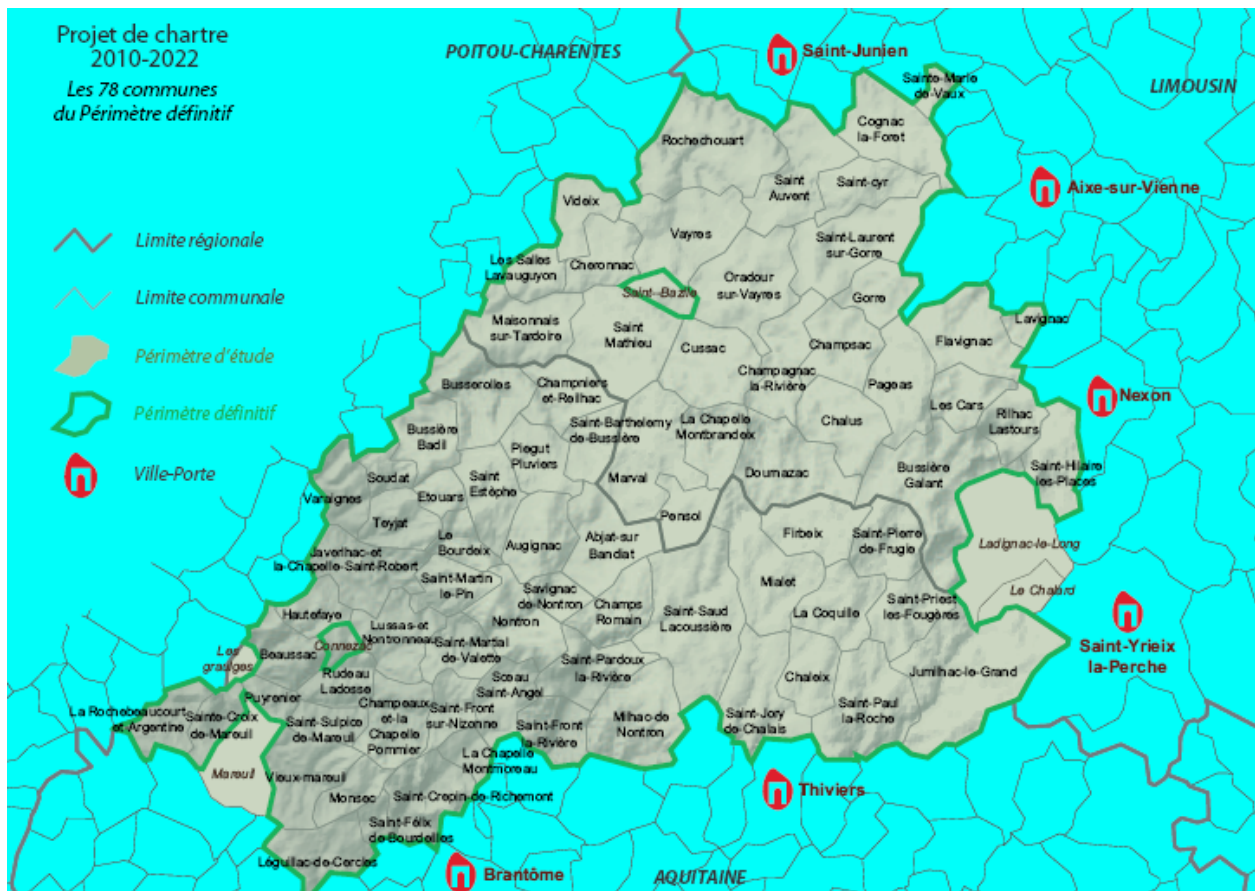 Projet de chartre
2010-2022
Les 78 communes
du Périmètre définitif
POITOU-CHARENTES
Saint-Junien
LIMOUSIN
Sainte-Marie
de-Vaux
Cognac
la-Foret
Rochechouart
Aixe-sur-Vienne
Saint
Auvent
Saint-cyr
Videix
Vayres
Saint-Laurent
sur-Gorre
Limite régionale
Les Salles
Lavauguyon
Cheronnac
Saint--Bazile
Oradour
sur-Vayres
Gorre
Limite communale
Maisonnais
sur-Tardoire
Saint
Mathieu
Cussac
Champsac
Lavignac
Flavignac
Périmètre d'étude
Busserolles
Champniers
et-Reilhac
Champagnac
la-Rivière
Pageas
Nexon
Périmètre définitif
Bussière
Badil
Saint-Barthelemy
de-Bussière
La Chapelle
Montbrandeix
Chalus
Les Cars
Rilhac
Lastours
Piegut
Pluviers
Ville-Porte
Soudat
Saint
Estèphe
Marval
Dournazac
Bussière
Galant
Saint-Hilaire
les-Places
Varaignes
Etouars
Pensol
Teyjat
Le
Bourdeix
Augignac
Abjat-sur
Bandiat
Firbeix
Saint-Pierre
de-Frugie
Ladignac-le-Long
Javerlhac-et
la-Chapelle-Saint-Robert
Saint-Martin
le-Pin
Mialet
Le Chalard
Hautefaye
Savignac
de-Nontron
Nontron
Champs
Romain
Saint-Saud
Lacoussière
La Coquille
Saint-Priest
les-Fougères
Lussas-et
Nontronneau
Saint-Martial
de-Valette
Saint-Yrieix
la-Perche
Les
graulges
Beaussac
Connezac
Rudeau
Ladosse
Sceau
Saint-Angel
Saint-Pardoux
la-Rivière
Chaleix
Jumilhac-le-Grand
Puyrenier
La Rochebeaucourt
et-Argentine
Sainte-Croix
de-Mareuil
Saint-Sulpice
de-Mareuil
Champeaux
et-la
Chapelle
Pommier
Saint-Front
sur-Nizonne
Saint-Front
la-Rivière
Milhac-de
Nontron
Saint-Jory
de-Chalais
Saint-Paul
la-Roche
Mareuil
Vieux-mareuil
La Chapelle
Montmoreau
Monsec
Saint-Crepin-de-Richemont
Thiviers
Saint-Félix
de-Bourdeilles
Léguillac-de-Cercles
Brantôme
AQUITAINE